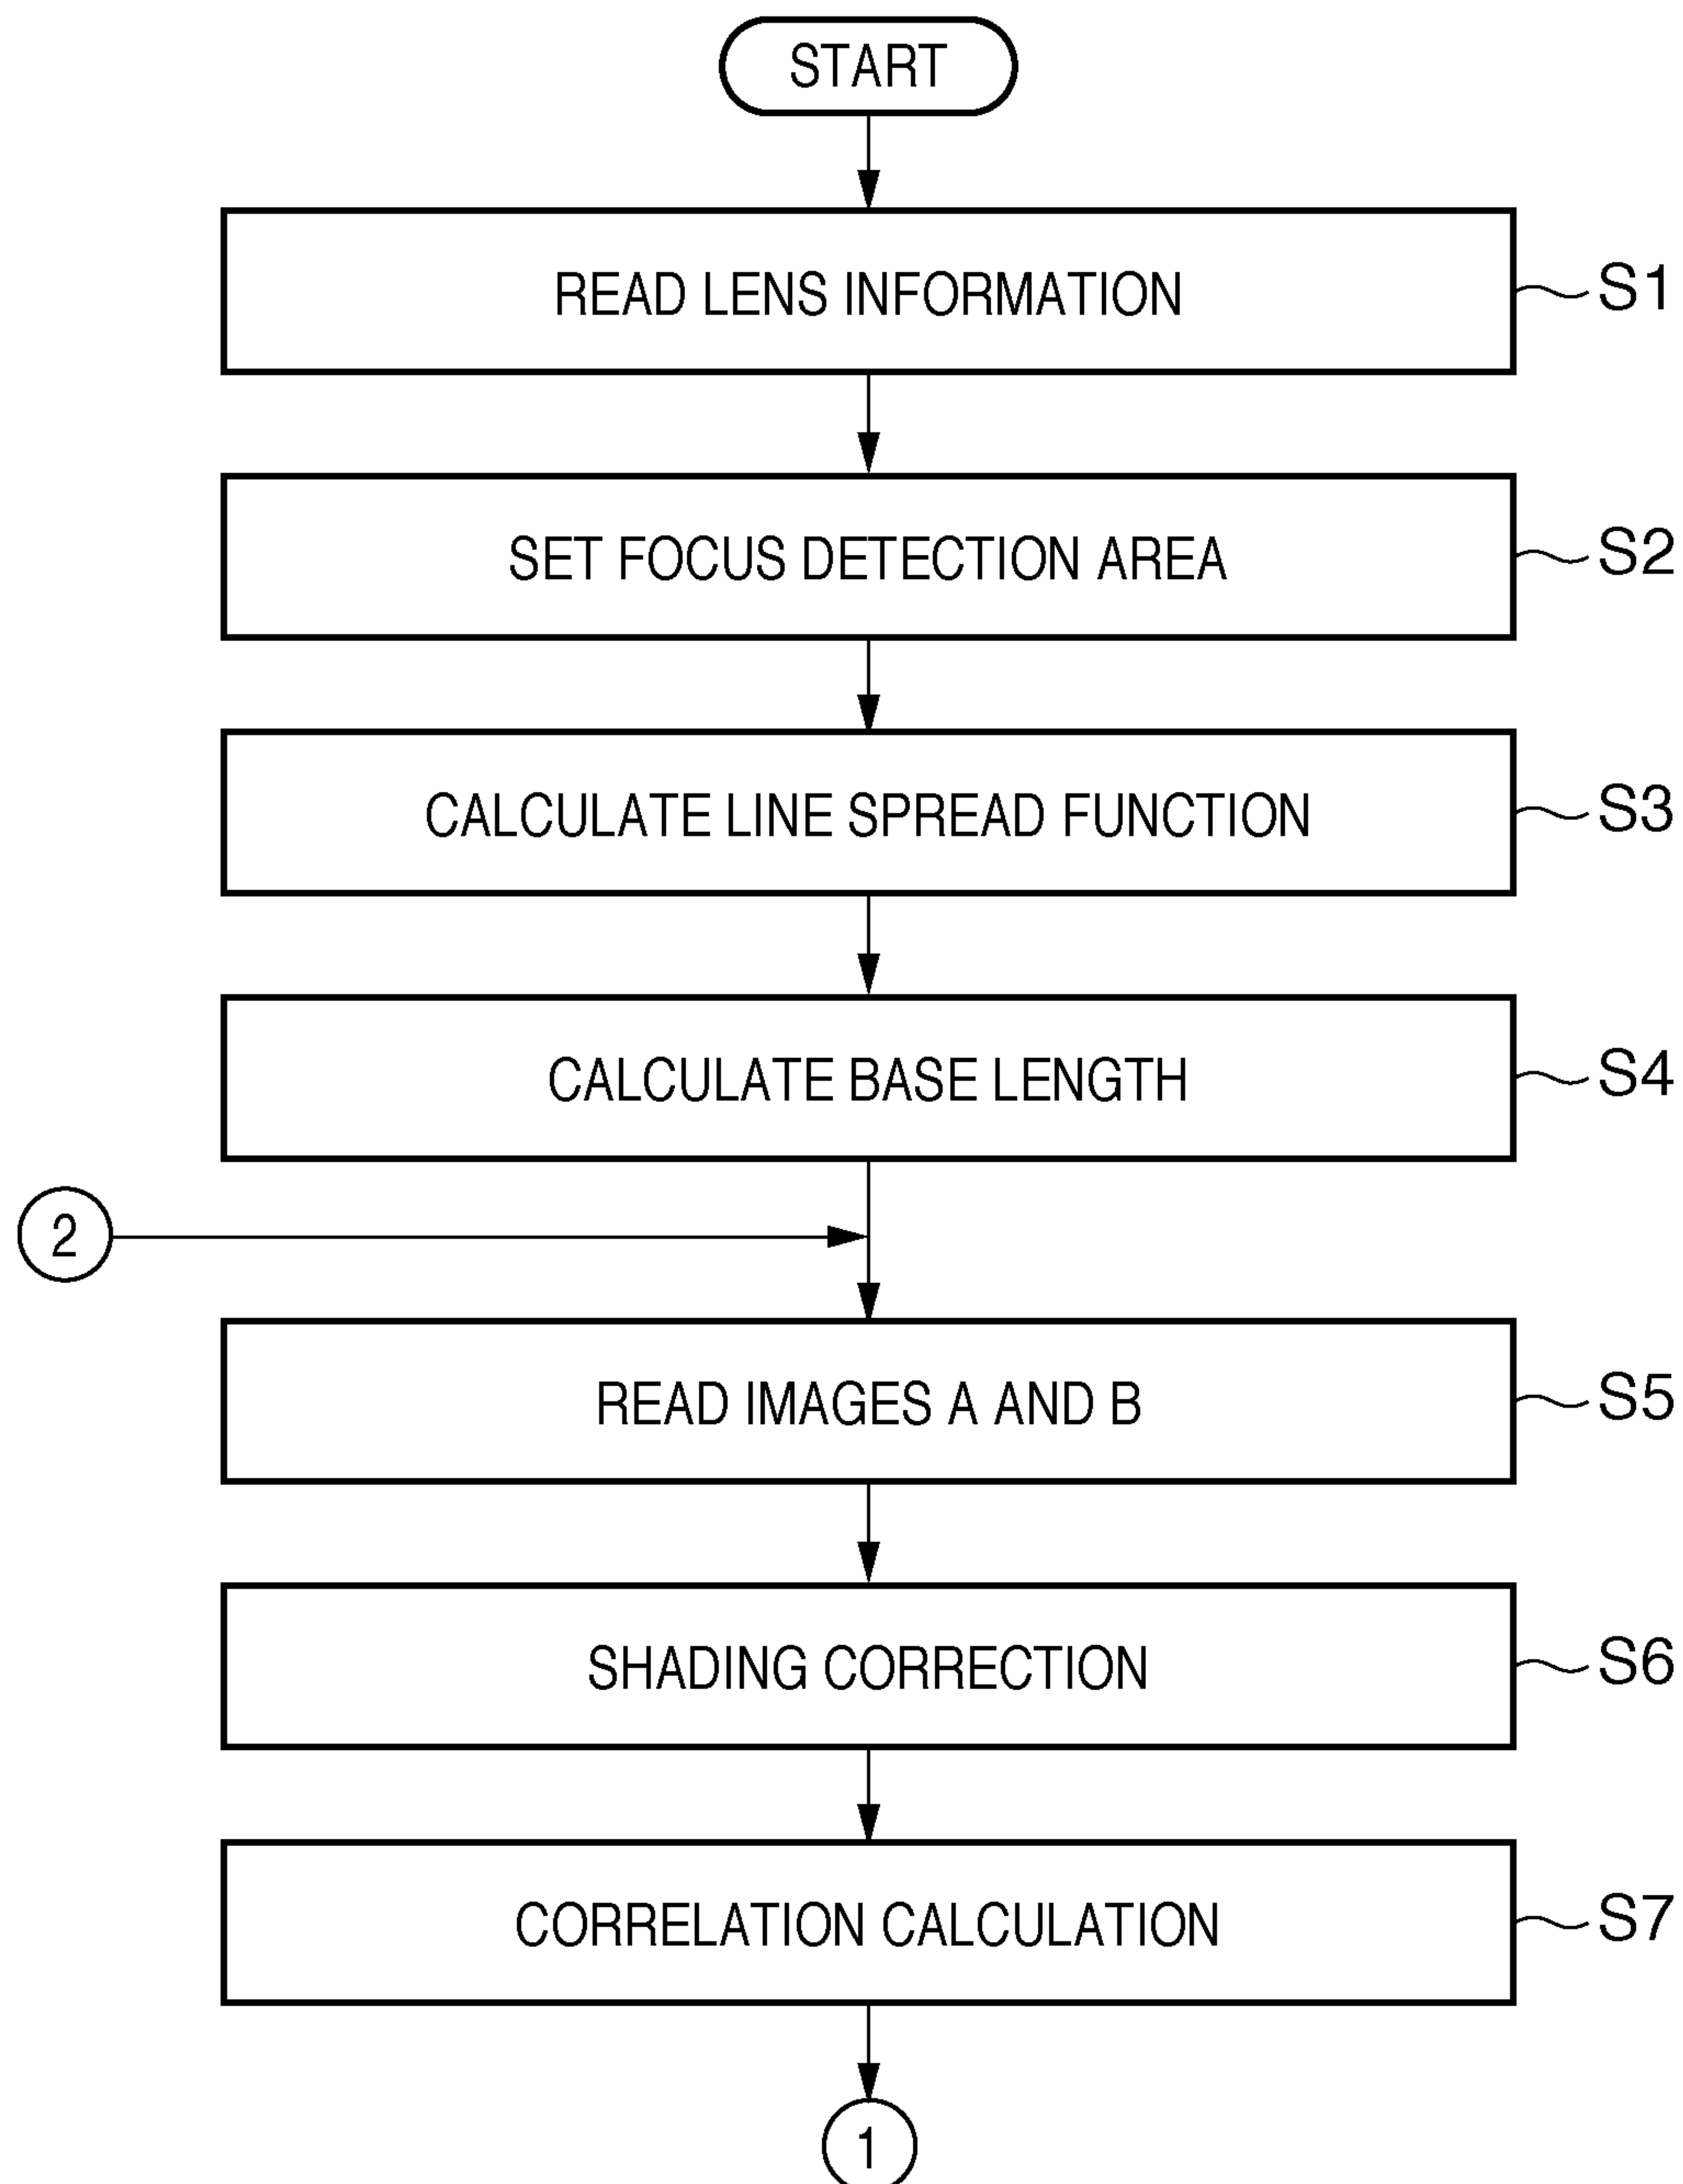 START
READ LENS INFORMATION S1
SET FOCUS DETECTION AREA S2
CALCULATE LINE SPREAD FUNCTION S3
CALCULATE BASE LENGTH S4
2
READ IMAGES A AND B S5
SHADING CORRECTION S6
CORRELATION CALCULATION S7
1